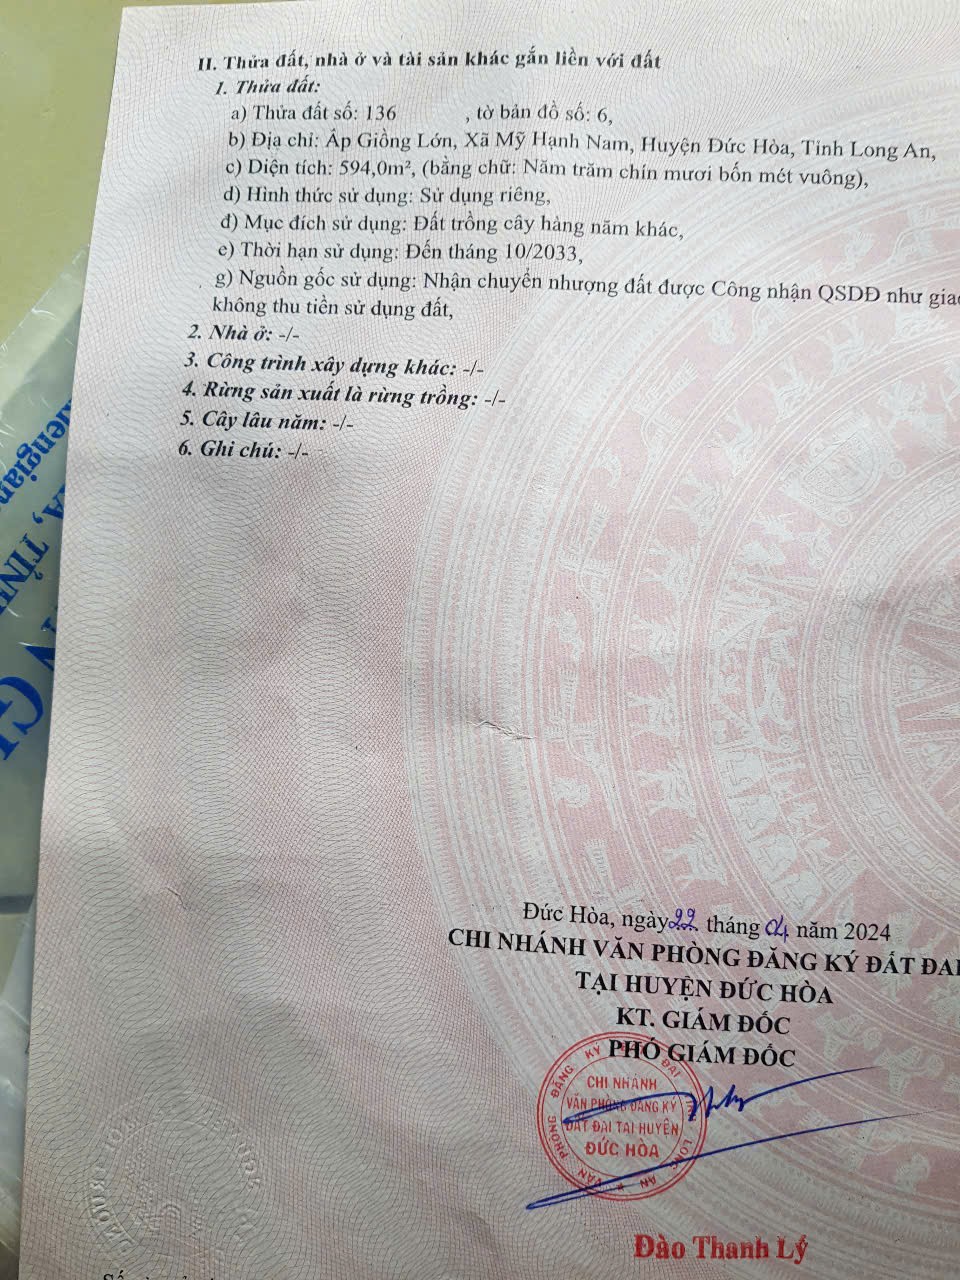 II. Thửa đất, nhà ở và tài sản khác gắn liền với đất
1. Thửa đất:
a) Thửa đất số: 136 , tờ bản đồ số: 6,
b) Địa chỉ: Ấp Giồng Lớn, Xã Mỹ Hạnh Nam, Huyện Đức Hòa, Tỉnh Long An,
c) Diện tích: 594,0m², (bằng chữ: Năm trăm chín mươi bốn mét vuông),
d) Hình thức sử dụng: Sử dụng riêng,
đ) Mục đích sử dụng: Đất trồng cây hàng năm khác,
e) Thời hạn sử dụng: Đến tháng 10/2033,
g) Nguồn gốc sử dụng: Nhận chuyển nhượng đất được Công nhận QSDĐ như giao
không thu tiền sử dụng đất,
2. Nhà ở: -/-
3. Công trình xây dựng khác: -/-
4. Rừng sản xuất là rừng trồng: -/-
5. Cây lâu năm: -/-
6. Ghi chú: -/-
Đức Hòa, ngày 22 tháng 04 năm 2024
CHI NHÁNH VĂN PHÒNG ĐĂNG KÝ ĐẤT ĐAI
TẠI HUYỆN ĐỨC HÒA
KT. GIÁM ĐỐC
PHÓ GIÁM ĐỐC
CHI NHÁNH
VĂN PHÒNG ĐĂNG KÝ
ĐẤT ĐAI TẠI HUYỆN
ĐỨC HÒA
Đào Thanh Lý